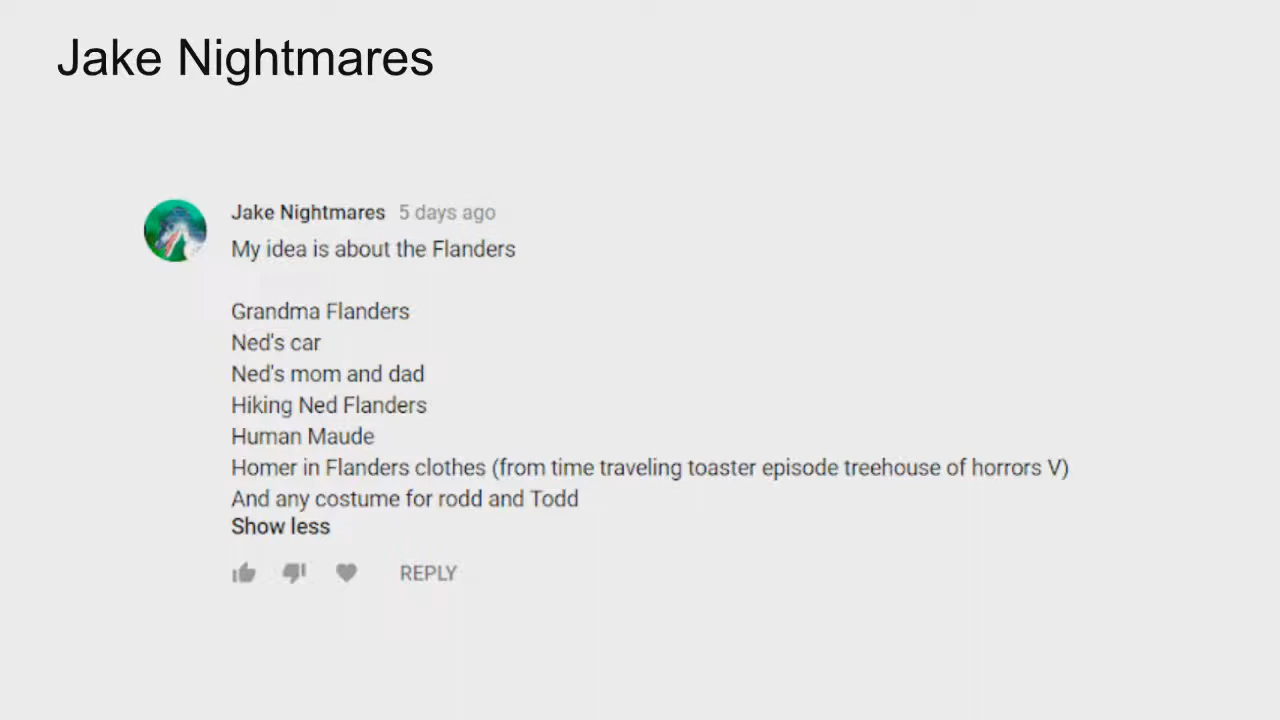 Jake Nightmares
Jake Nightmares 5 days ago
My idea is about the Flanders
Grandma Flanders
Ned's car
Ned's mom and dad
Hiking Ned Flanders
Human Maude
Homer in Flanders clothes (from time traveling toaster episode treehouse of horrors V)
And any costume for rodd and Todd
Show less
REPLY